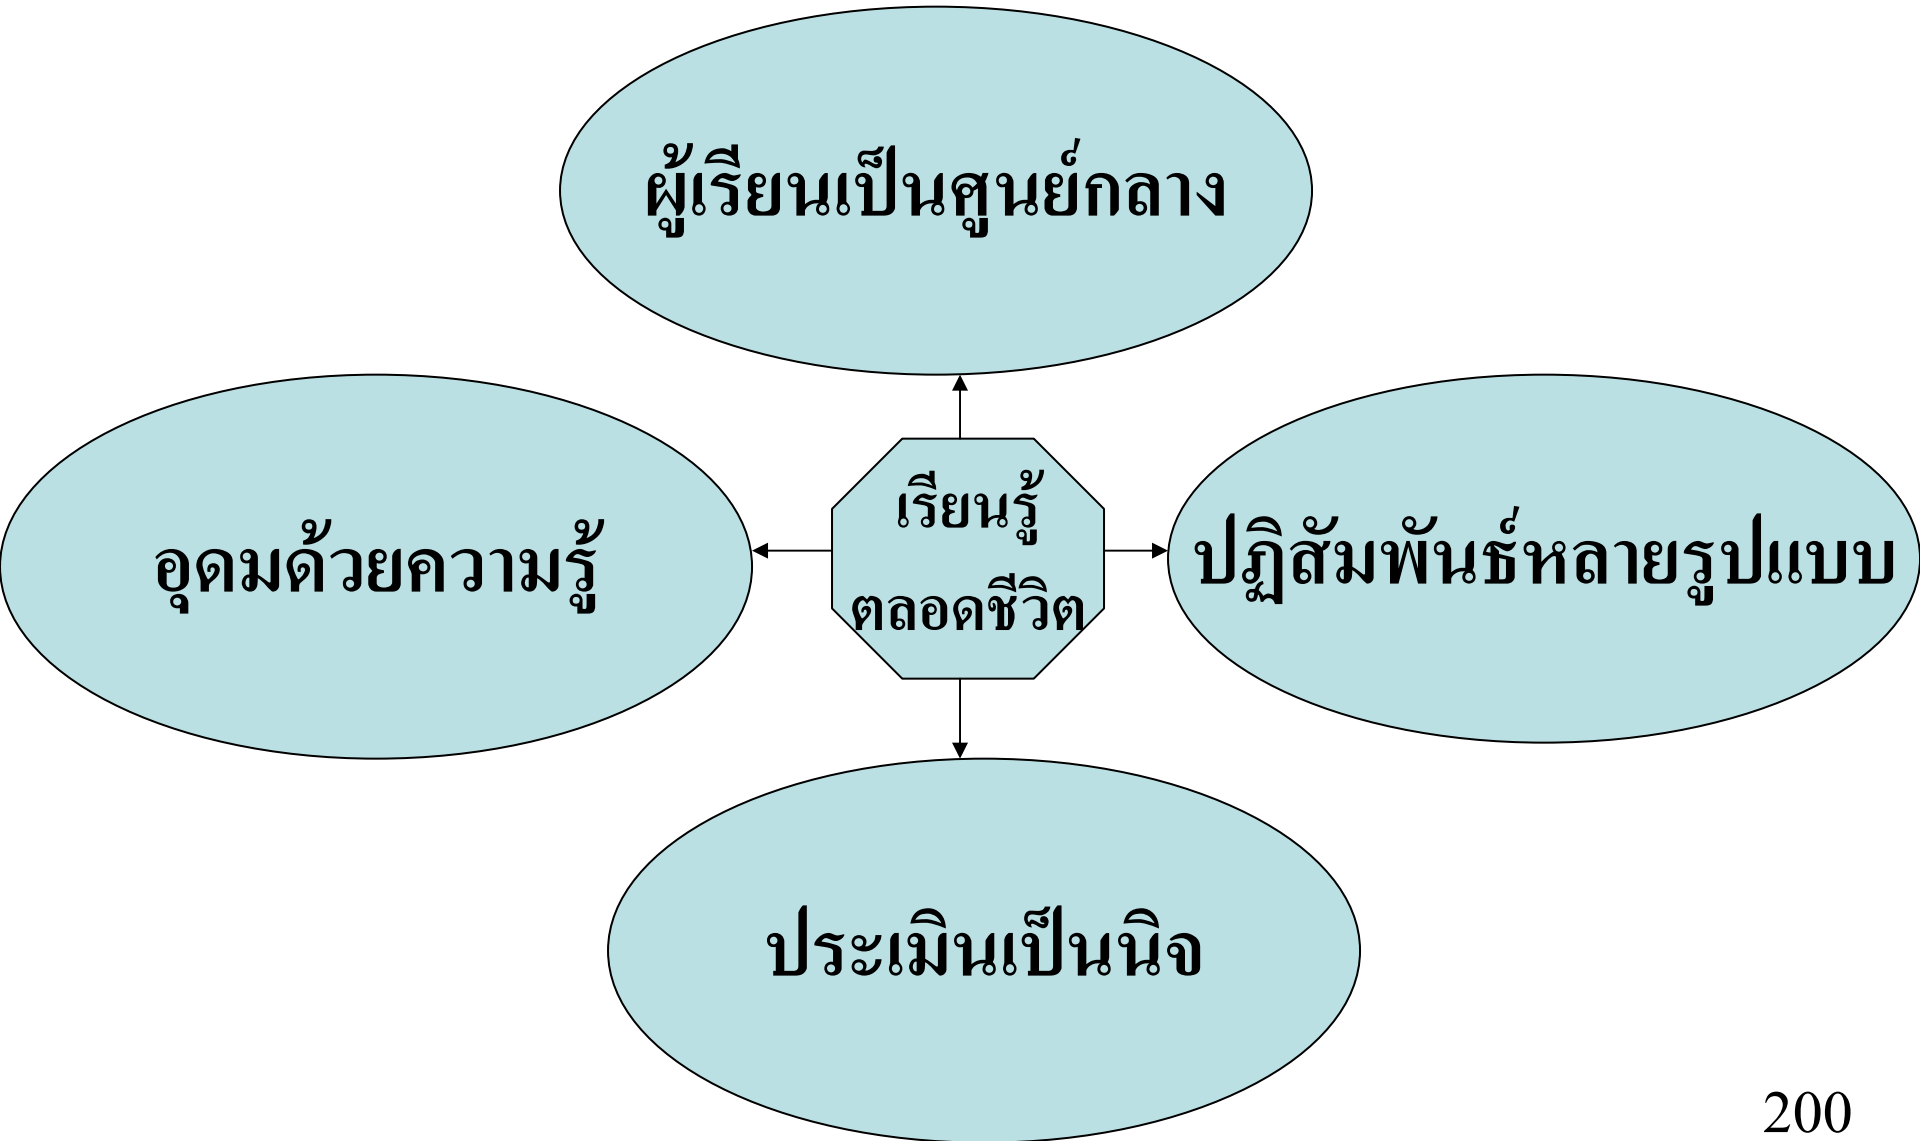 ผู้เรียนเป็นศูนย์กลาง
เรียนรู้
ตลอดชีวิต
อุดมด้วยความรู้
ปฏิสัมพันธ์หลายรูปแบบ
ประเมินเป็นนิจ
200